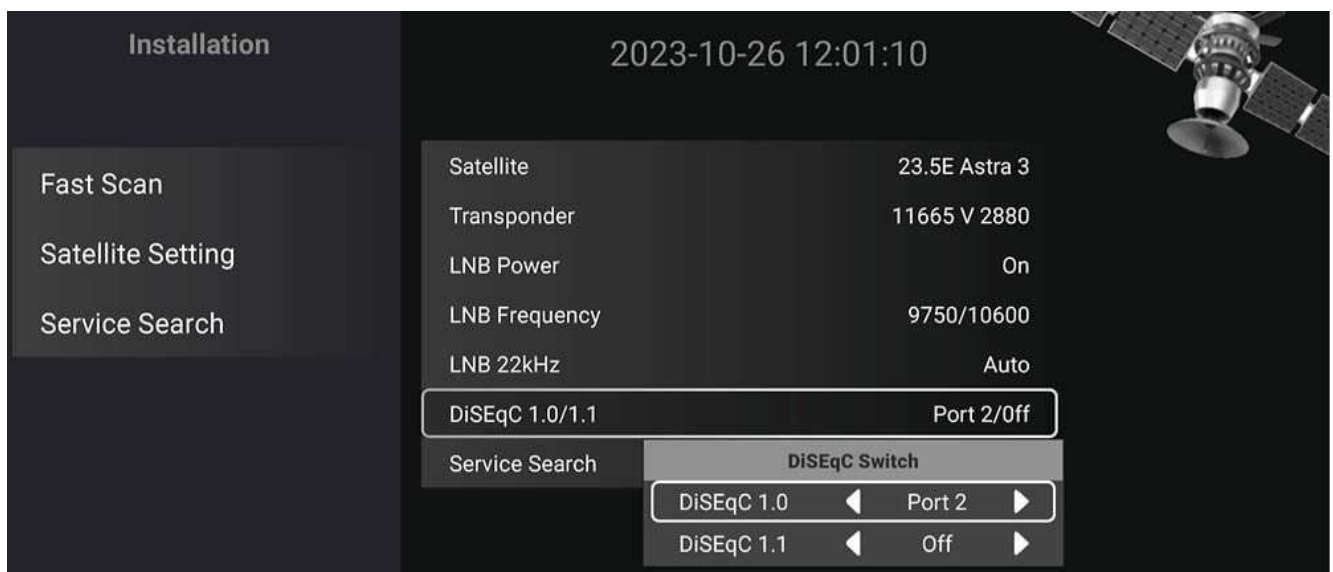 Installation
2023-10-26 12:01:10
Fast Scan
Satellite Setting
Service Search
Satellite 23.5E Astra 3
Transponder 11665 V 2880
LNB Power On
LNB Frequency 9750/10600
LNB 22kHz Auto
DiSEqC 1.0/1.1 Port 2/Off
Service Search
DiSEqC Switch
DiSEqC 1.0 Port 2
DiSEqC 1.1 Off